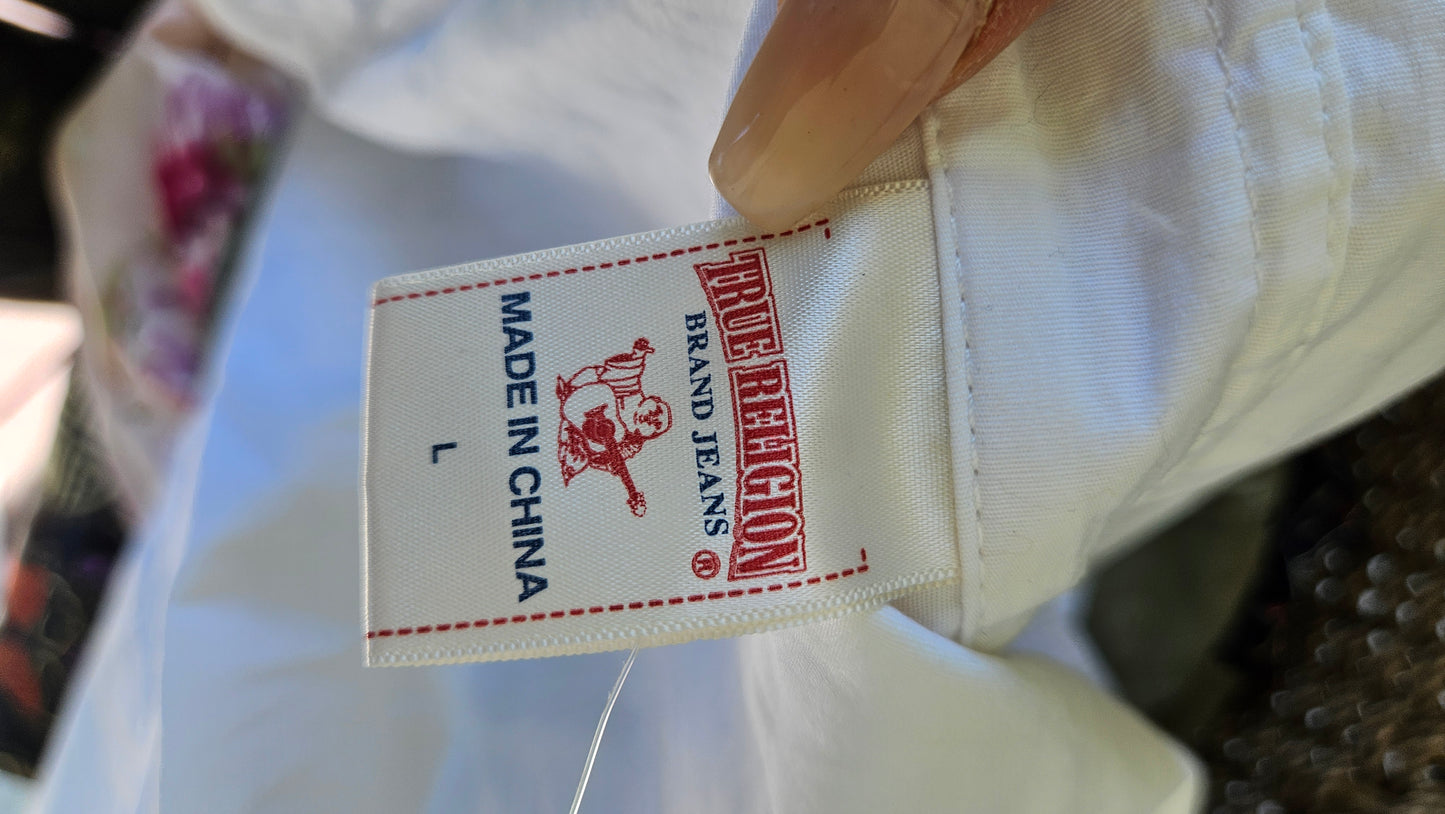 TRUE RELIGION
BRAND JEANS ®
MADE IN CHINA
L